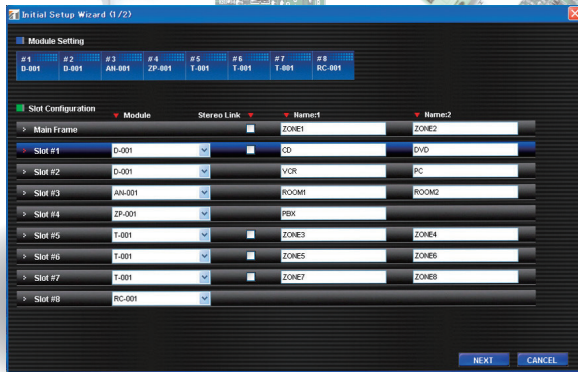 Initial Setup Wizard (1/2)
Module Setting
#1 #2 #3 #4 #5 #6 #7 #8
D-001 D-001 AN-001 ZP-001 T-001 T-001 T-001 RC-001
Slot Configuration
Module Stereo Link Name:1 Name:2
Main Frame ZONE1 ZONE2
Slot #1 D-001 CD DVD
Slot #2 D-001 VCR PC
Slot #3 AN-001 ROOM1 ROOM2
Slot #4 ZP-001 PBX
Slot #5 T-001 ZONE3 ZONE4
Slot #6 T-001 ZONE5 ZONE6
Slot #7 T-001 ZONE7 ZONE8
Slot #8 RC-001
NEXT CANCEL